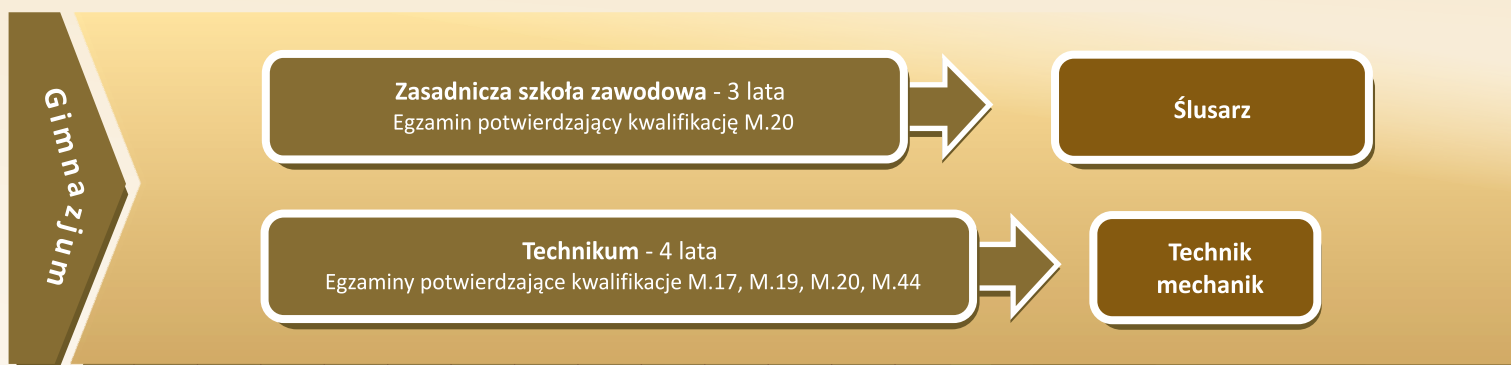 Gimnazjum
Zasadnicza szkoła zawodowa - 3 lata
Egzamin potwierdzający kwalifikację M.20
Ślusarz
Technikum - 4 lata
Egzaminy potwierdzające kwalifikacje M.17, M.19, M.20, M.44
Technik
mechanik